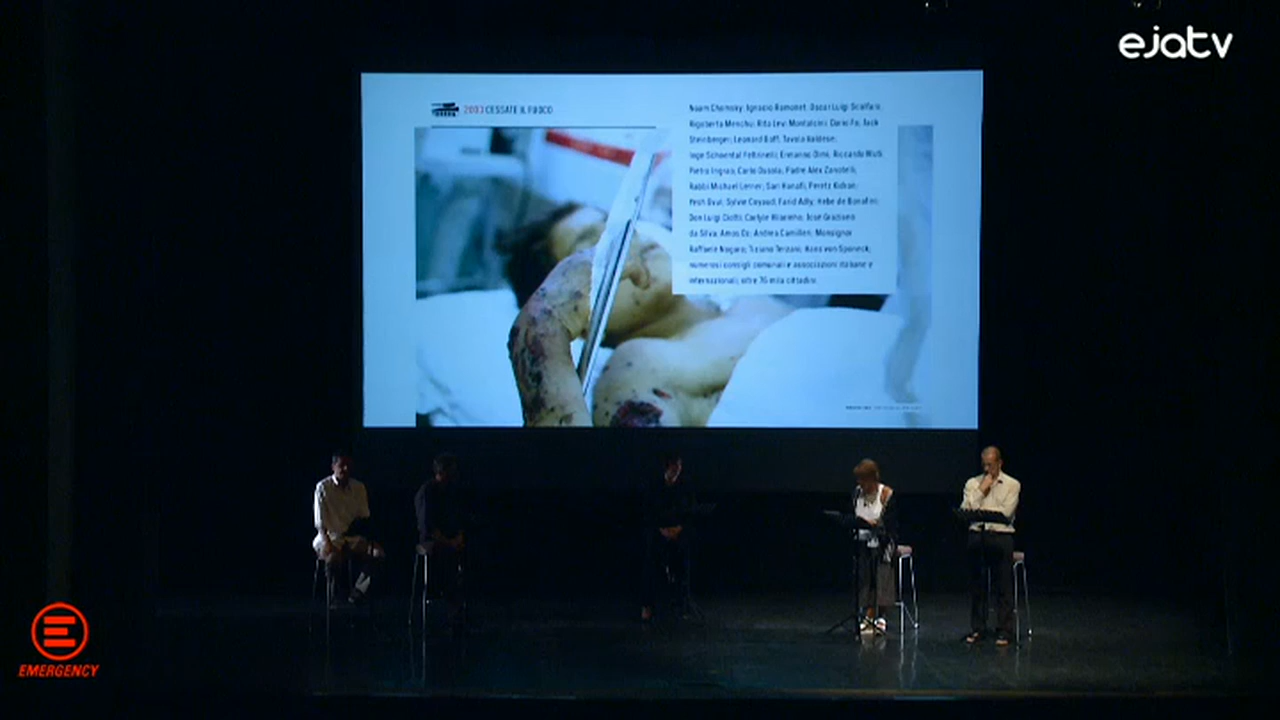 ejatv
2003 CESSATE IL FUOCO
Noam Chomsky; Ignacio Ramonet; Oscar Luigi Scalfaro;
Rigoberta Menchu; Rita Levi Montalcini; Dario Fo; Jack
Steinberger; Leonard Boff; Tavola Valdese;
Inge Schoental Feltrinelli; Ermanno Olmi; Riccardo Muti;
Pietro Ingrao; Carlo Ossola; Padre Alex Zanotelli;
Rabbi Michael Lerner; Sari Hanafi; Peretz Kidron;
Yesh Gvul; Sylvie Coyaud; Farid Adly; Hebe de Bonafini;
Don Luigi Ciotti; Josè Graziano
da Silva; Amos Oz; Andrea Camilleri; Monsignor
Raffaele Nogaro; Tiziano Terzani; Hans von Sponeck;
numerosi consigli comunali e associazioni italiane e
internazionali; oltre 76 mila cittadini.
EMERGENCY